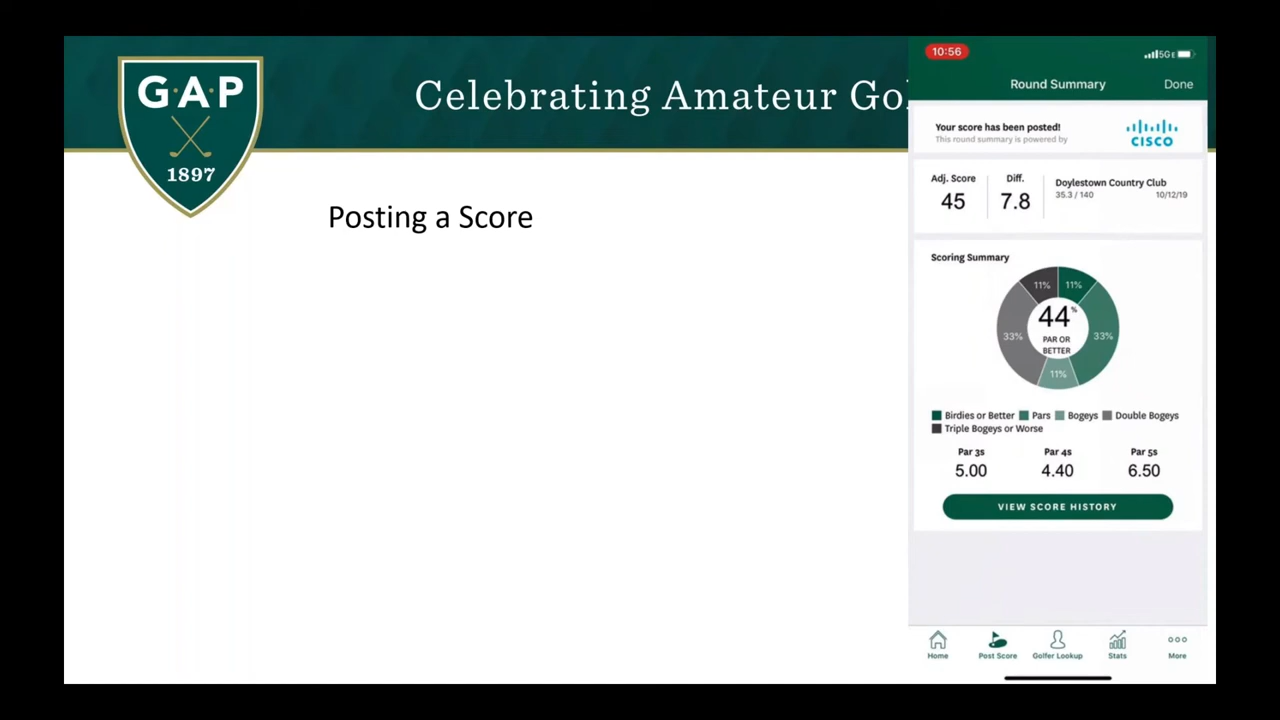 G·A·P
1897
Celebrating Amateur Go
Posting a Score
10:56
5G E
Round Summary
Done
Your score has been posted!
This round summary is powered by
CISCO
Adj. Score
45
Diff.
7.8
Doylestown Country Club
35.3 / 140
10/12/19
Scoring Summary
11%
11%
33%
33%
11%
44%
PAR OR
BETTER
Birdies or Better Pars Bogeys Double Bogeys
Triple Bogeys or Worse
Par 3s Par 4s Par 5s
5.00 4.40 6.50
VIEW SCORE HISTORY
Home Post Score Golfer Lookup Stats More